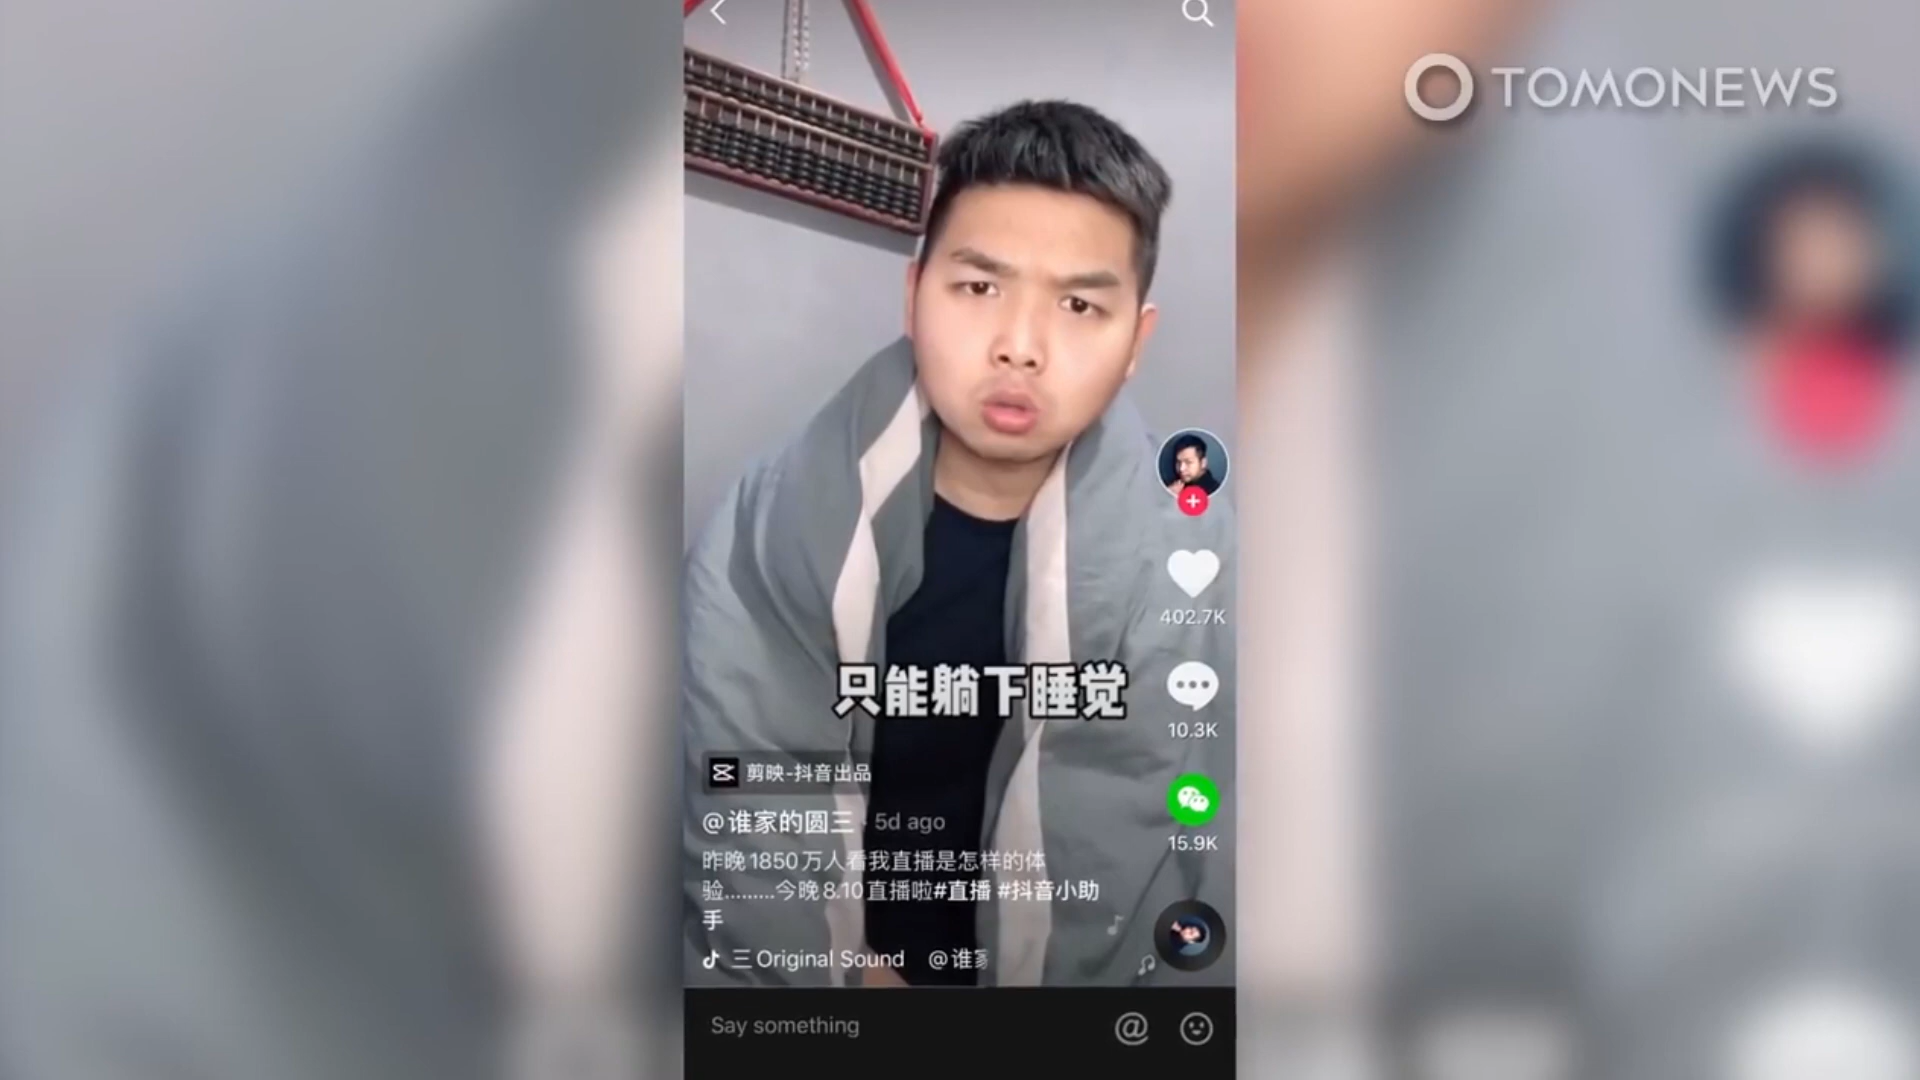 TOMONEWS
402.7K
只能躺下睡觉
10.3K
剪映-抖音出品
15.9K
@谁家的圆三 · 5d ago
昨晚1850万人看我直播是怎样的体
验.........今晚8.10直播啦#直播 #抖音小助
手
三 Original Sound @谁家
Say something